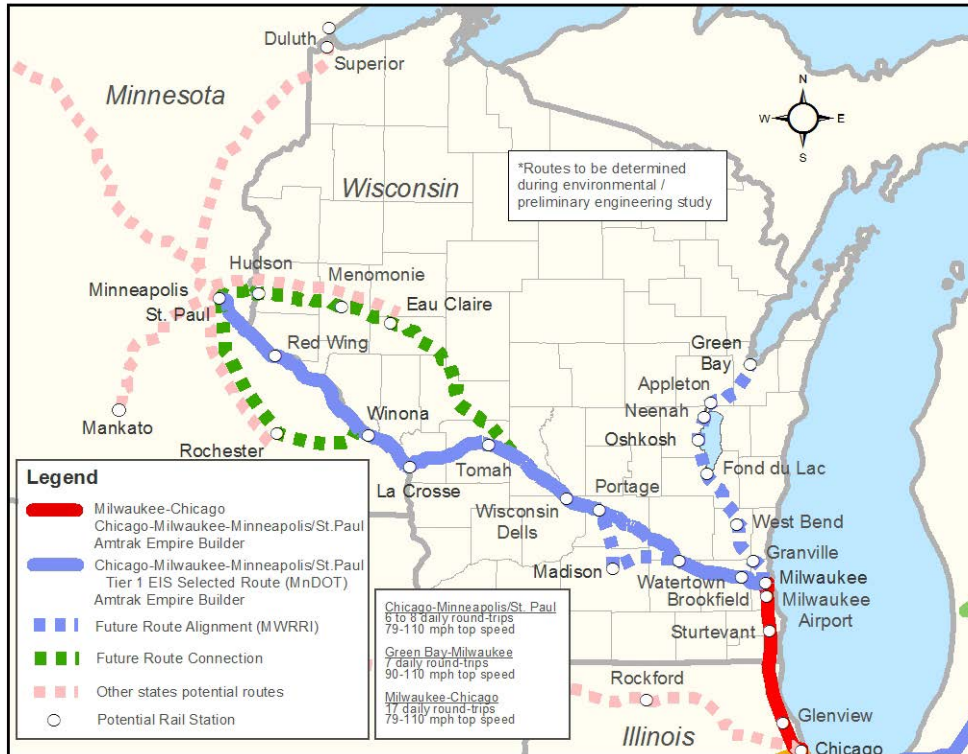 Duluth
Superior
Minnesota
N
W
E
S
*Routes to be determined
during environmental /
preliminary engineering study
Wisconsin
Hudson
Menomonie
Minneapolis
St. Paul
Eau Claire
Red Wing
Green
Bay
Appleton
Neenah
Mankato
Winona
Oshkosh
Rochester
Tomah
Fond du Lac
La Crosse
Portage
Wisconsin
Dells
West Bend
Granville
Madison
Watertown
Milwaukee
Brookfield
Milwaukee
Airport
Sturtevant
Rockford
Glenview
Illinois
Chicago
Legend
Milwaukee-Chicago
Chicago-Milwaukee-Minneapolis/St.Paul
Amtrak Empire Builder
Chicago-Milwaukee-Minneapolis/St.Paul
Tier 1 EIS Selected Route (MnDOT)
Amtrak Empire Builder
Future Route Alignment (MWRRI)
Future Route Connection
Other states potential routes
Potential Rail Station
Chicago-Minneapolis/St. Paul
6 to 8 daily round-trips
79-110 mph top speed
Green Bay-Milwaukee
7 daily round-trips
90-110 mph top speed
Milwaukee-Chicago
17 daily round-trips
79-110 mph top speed